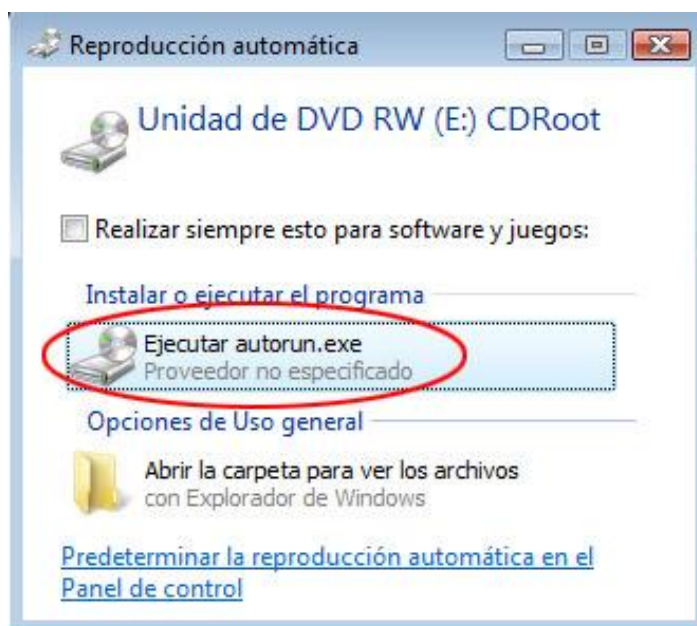 Reproducción automática
Unidad de DVD RW (E:) CDRoot
Realizar siempre esto para software y juegos:
Instalar o ejecutar el programa
Ejecutar autorun.exe
Proveedor no especificado
Opciones de Uso general
Abrir la carpeta para ver los archivos
con Explorador de Windows
Predeterminar la reproducción automática en el
Panel de control